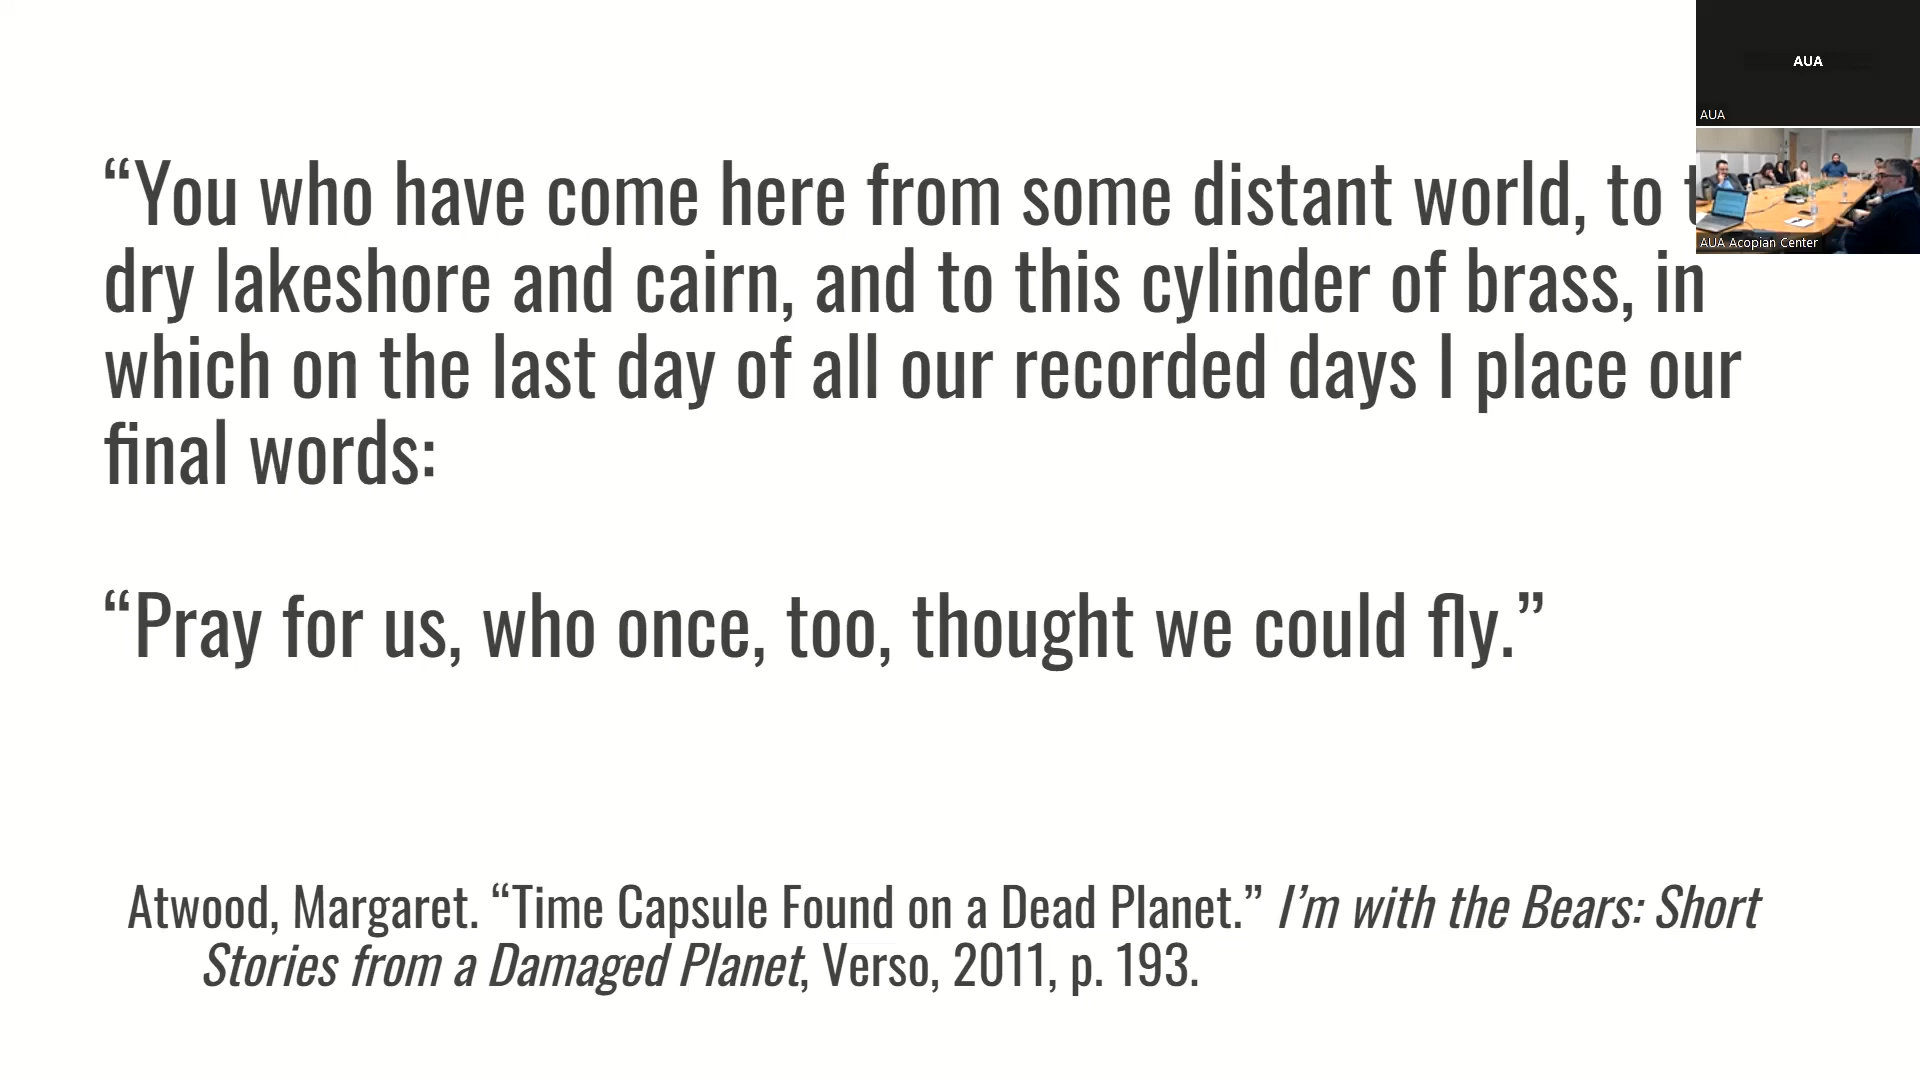 AUA
AUA
“You who have come here from some distant world, to
AUA Acopian Center
dry lakeshore and cairn, and to this cylinder of brass, in
which on the last day of all our recorded days I place our
final words:
“Pray for us, who once, too, thought we could fly.”
Atwood, Margaret. “Time Capsule Found on a Dead Planet.” I’m with the Bears: Short
Stories from a Damaged Planet, Verso, 2011, p. 193.